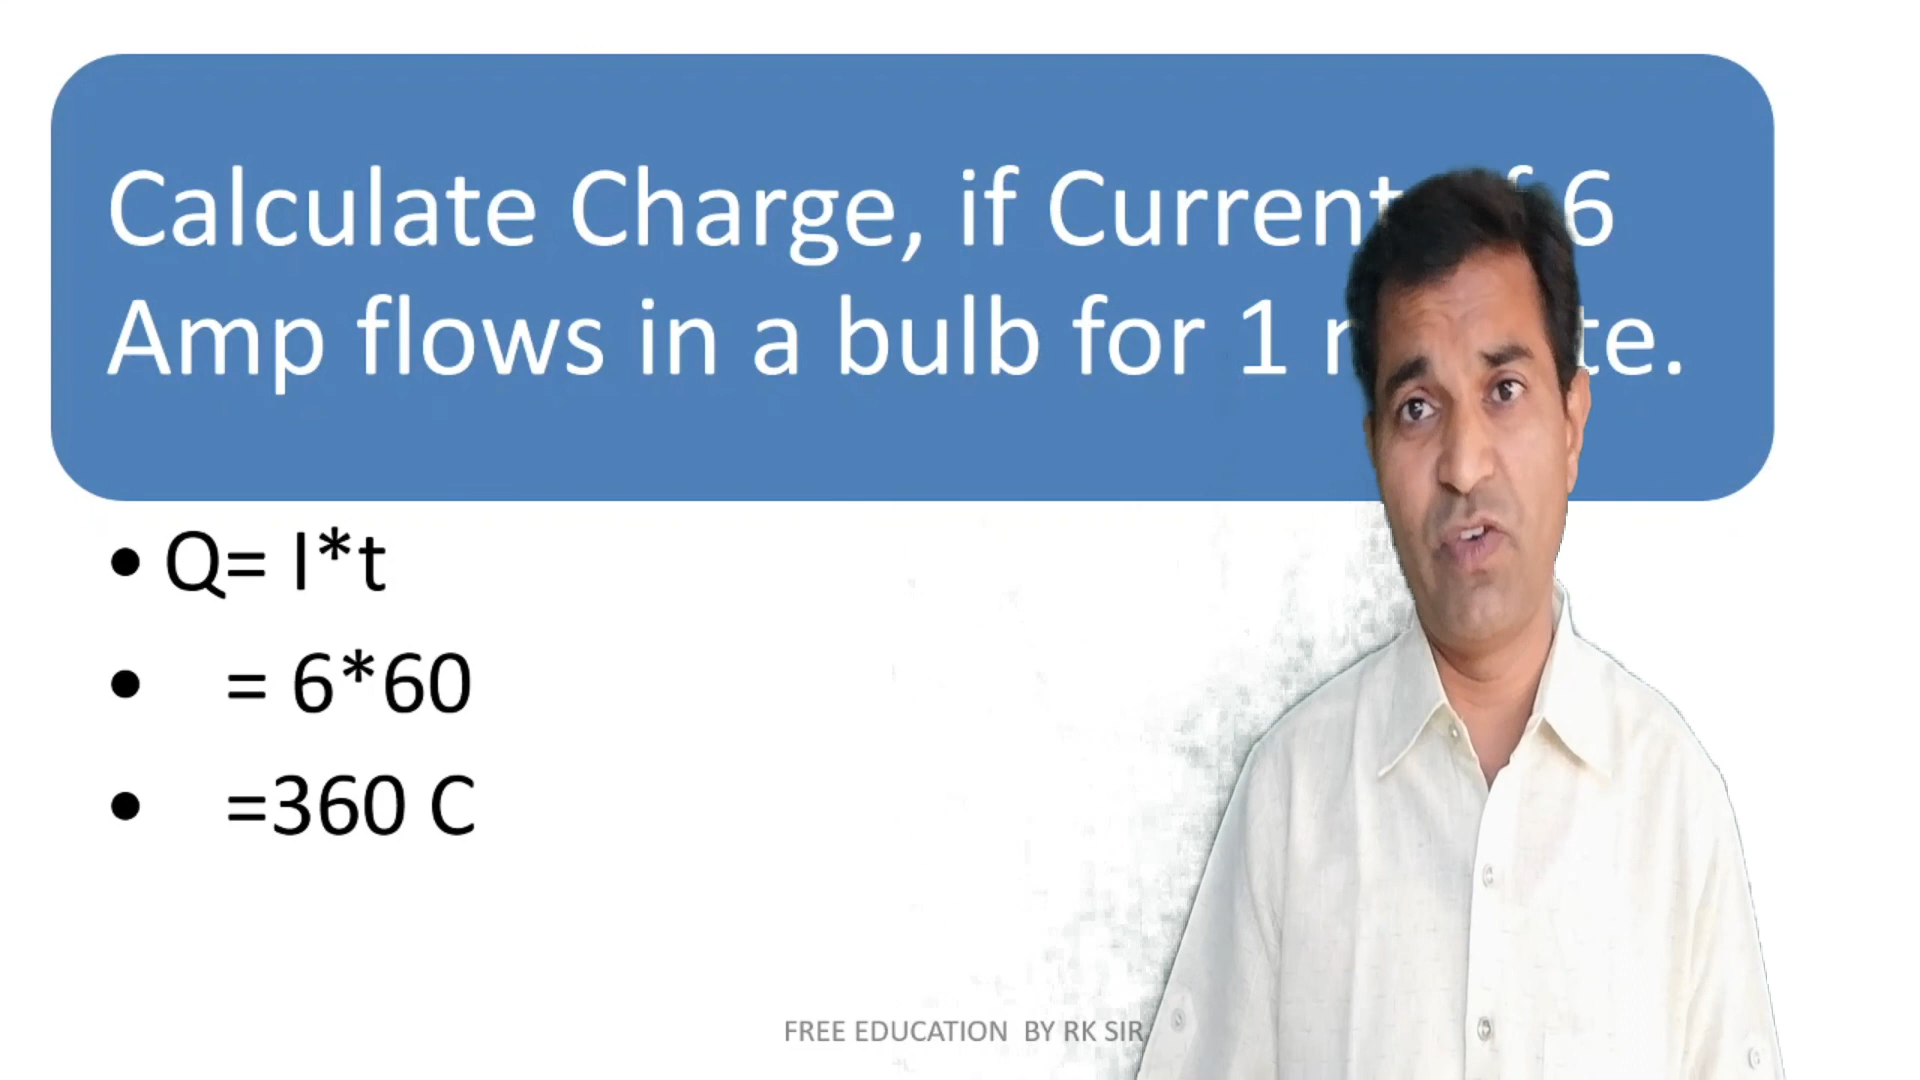 Calculate Charge, if Current 6
Amp flows in a bulb for 1
• Q= I*t
• = 6*60
• =360 C
FREE EDUCATION BY RK SIR